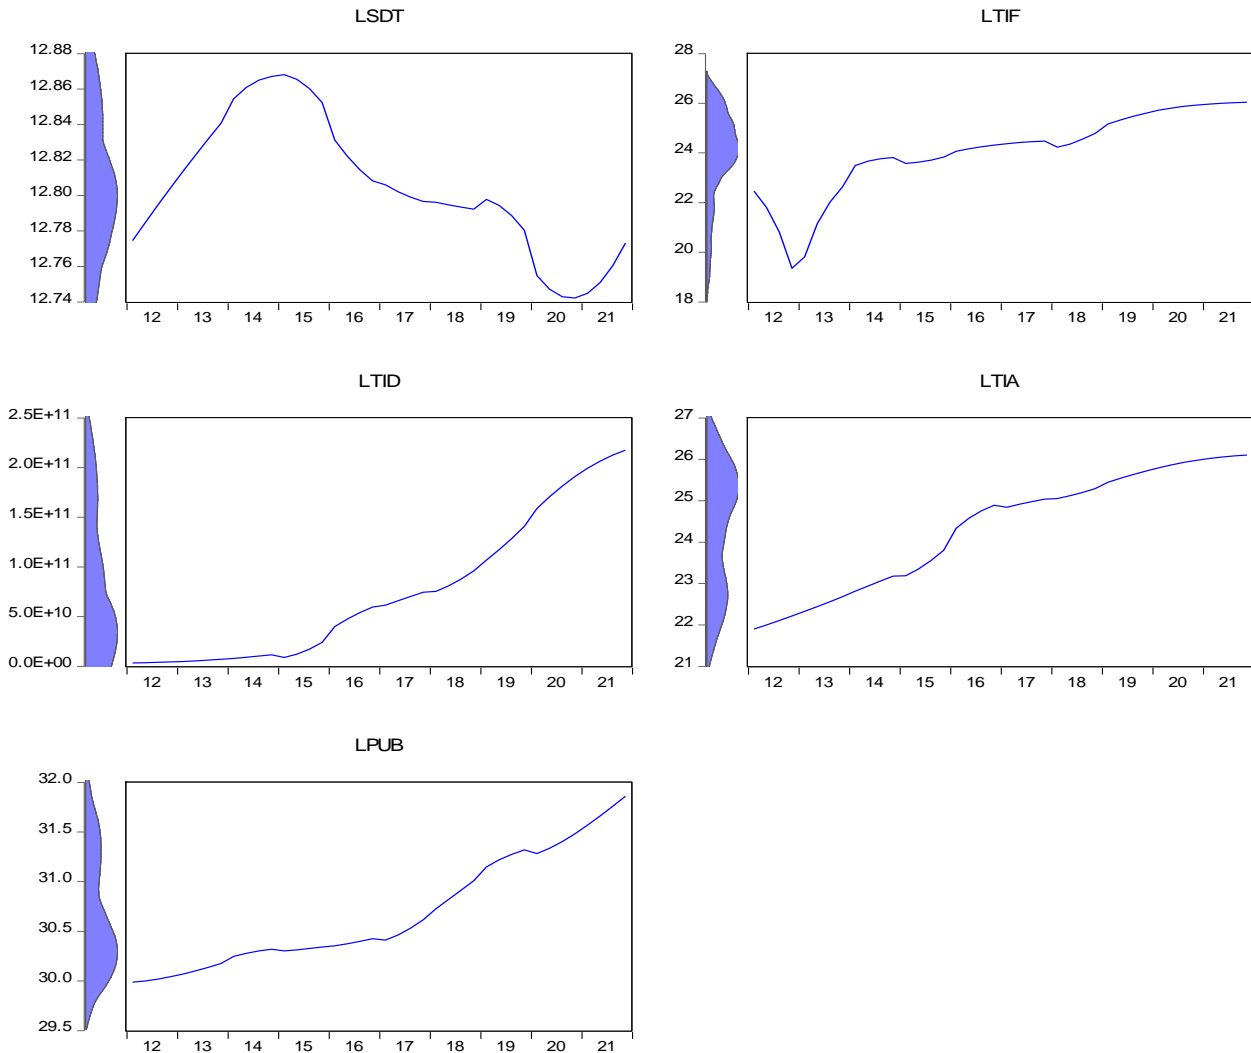 LSDT
12.88
12.86
12.84
12.82
12.80
12.78
12.76
12.74
12 13 14 15 16 17 18 19 20 21
LTIF
28
26
24
22
20
18
12 13 14 15 16 17 18 19 20 21
LTID
2.5E+11
2.0E+11
1.5E+11
1.0E+11
5.0E+10
0.0E+00
12 13 14 15 16 17 18 19 20 21
LTIA
27
26
25
24
23
22
21
12 13 14 15 16 17 18 19 20 21
LPUB
32.0
31.5
31.0
30.5
30.0
29.5
12 13 14 15 16 17 18 19 20 21